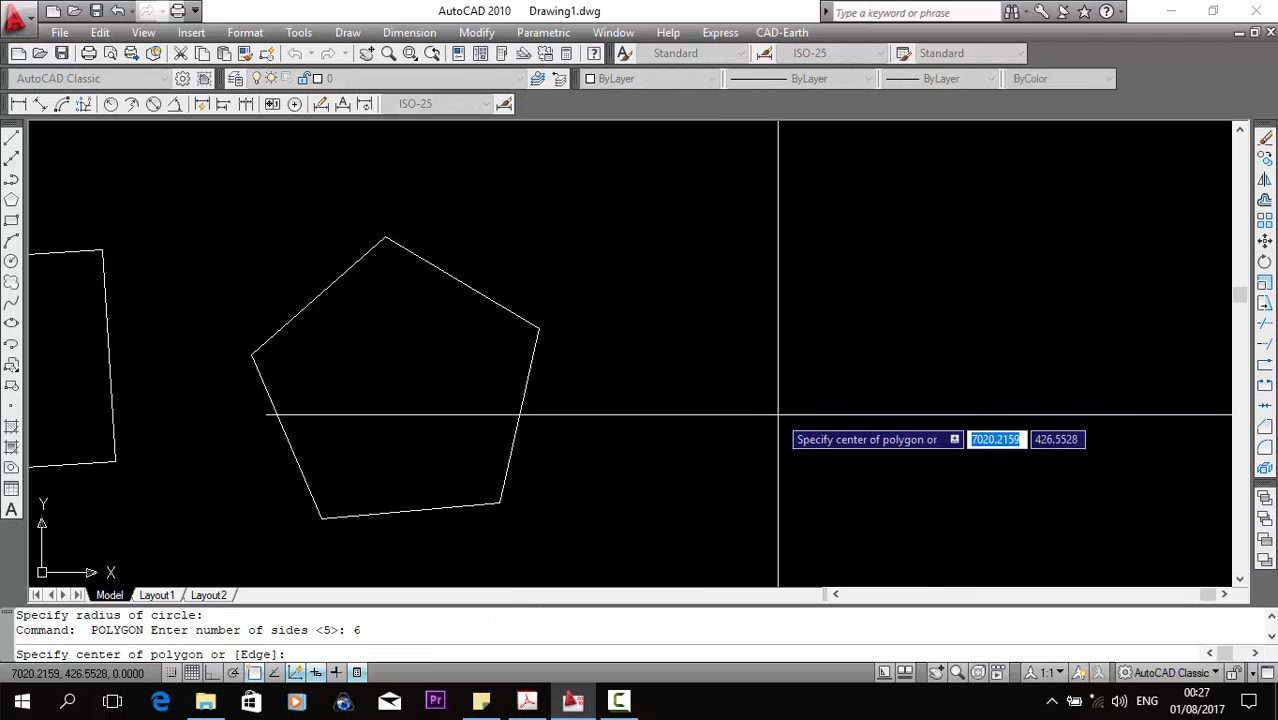 AutoCAD 2010 Drawing1.dwg
Type a keyword or phrase
File Edit View Insert Format Tools Draw Dimension Modify Parametric Window Help Express CAD-Earth
Standard ISO-25 Standard
AutoCAD Classic 0 ByLayer ByLayer ByLayer ByColor
ISO-25
Specify center of polygon or 7020.2159 426.5528
A
Y
X
Model Layout1 Layout2
Specify radius of circle:
Command: POLYGON Enter number of sides <5>: 6
Specify center of polygon or [Edge]:
7020.2159, 426.5528, 0.0000 1:1 AutoCAD Classic
Pr ENG 00:27
01/08/2017